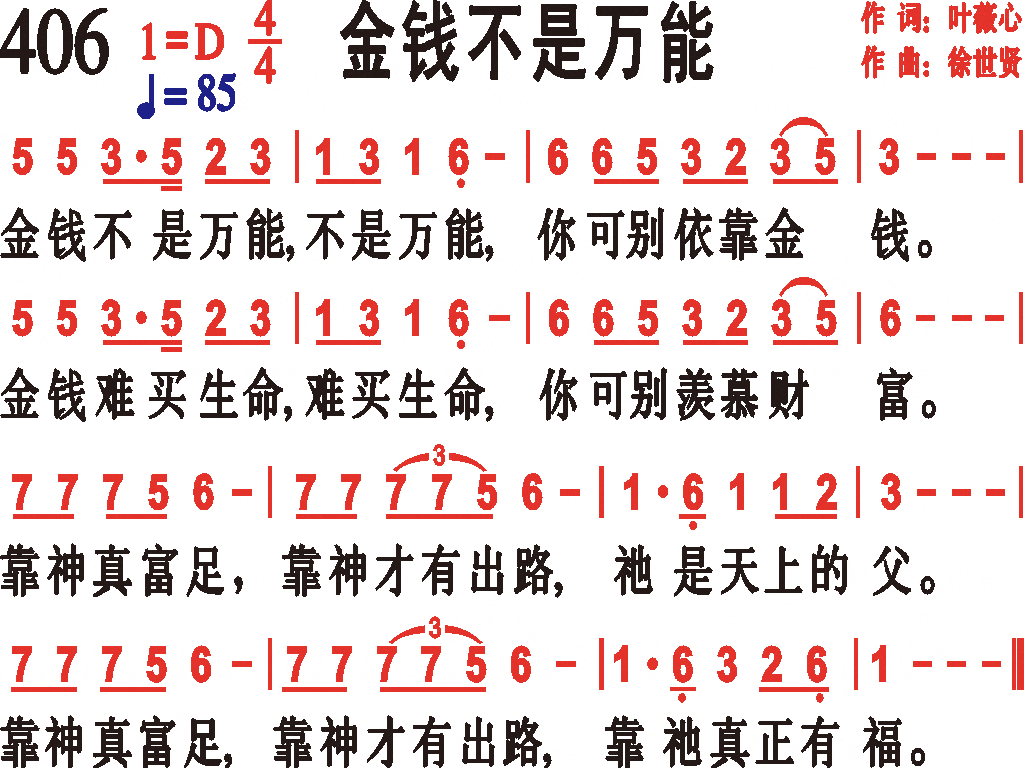 406 1=D 4/4 金钱不是万能 作 词：叶薇心
♩=85 作 曲：徐世贤
5 5 3·5 2 3 | 1 3 1 6 – | 6 6 5 3 2 3 5 | 3 – – – |
金钱不是万能,不是万能, 你可别依靠金 钱。
5 5 3·5 2 3 | 1 3 1 6 – | 6 6 5 3 2 3 5 | 6 – – – |
金钱难买生命,难买生命, 你可别羡慕财 富。
3
7 7 7 5 6 – | 7 7 7 7 5 6 – | 1·6 1 1 2 | 3 – – – |
靠神真富足，靠神才有出路, 祂是天上的父。
3
7 7 7 5 6 – | 7 7 7 7 5 6 – | 1·6 3 2 6 | 1 – – – ‖
靠神真富足, 靠神才有出路, 靠祂真正有福。